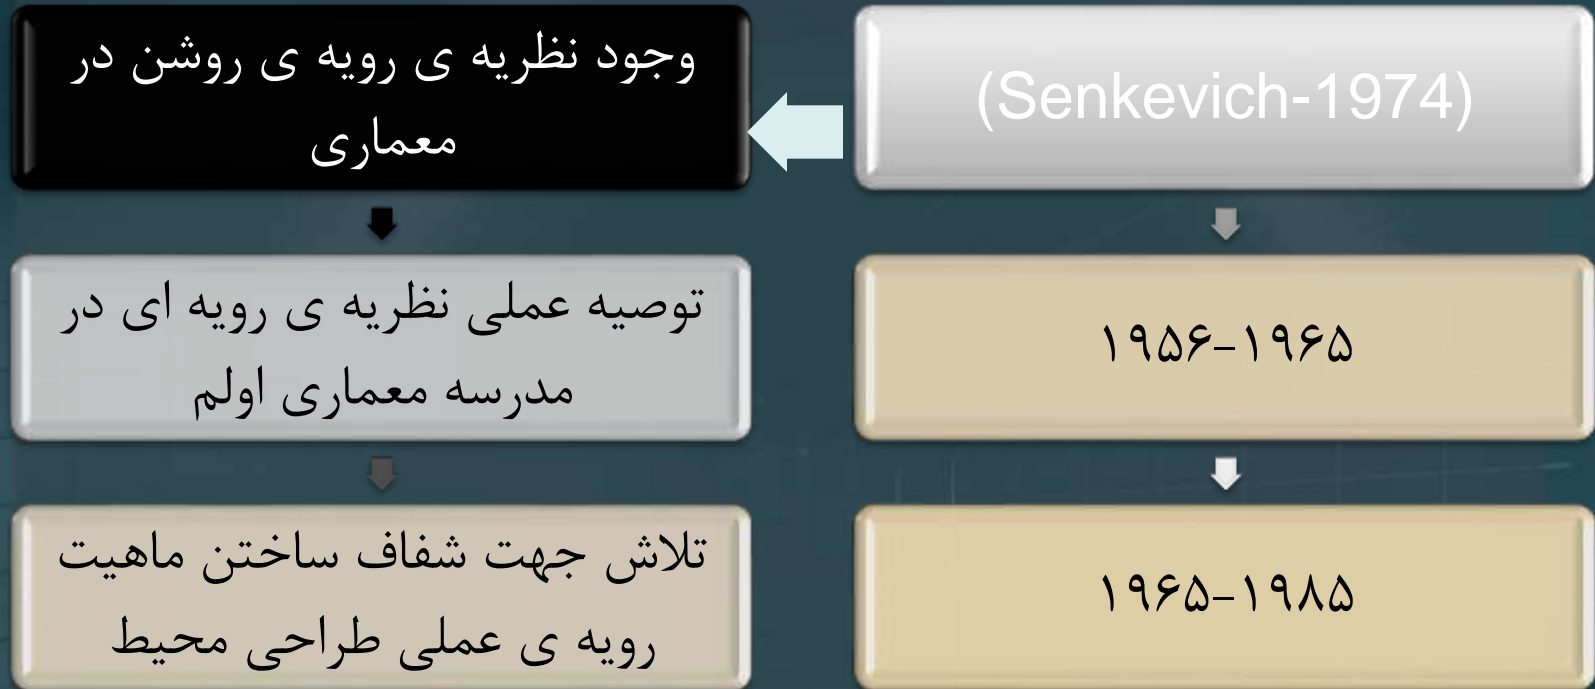 (Senkevich-1974)
وجود نظریه ی رویه ی روشن در
معماری
۱۹۵۶-۱۹۶۵
توصیه عملی نظریه ی رویه ای در
مدرسه معماری اولم
۱۹۶۵-۱۹۸۵
تلاش جهت شفاف ساختن ماهیت
رویه ی عملی طراحی محیط